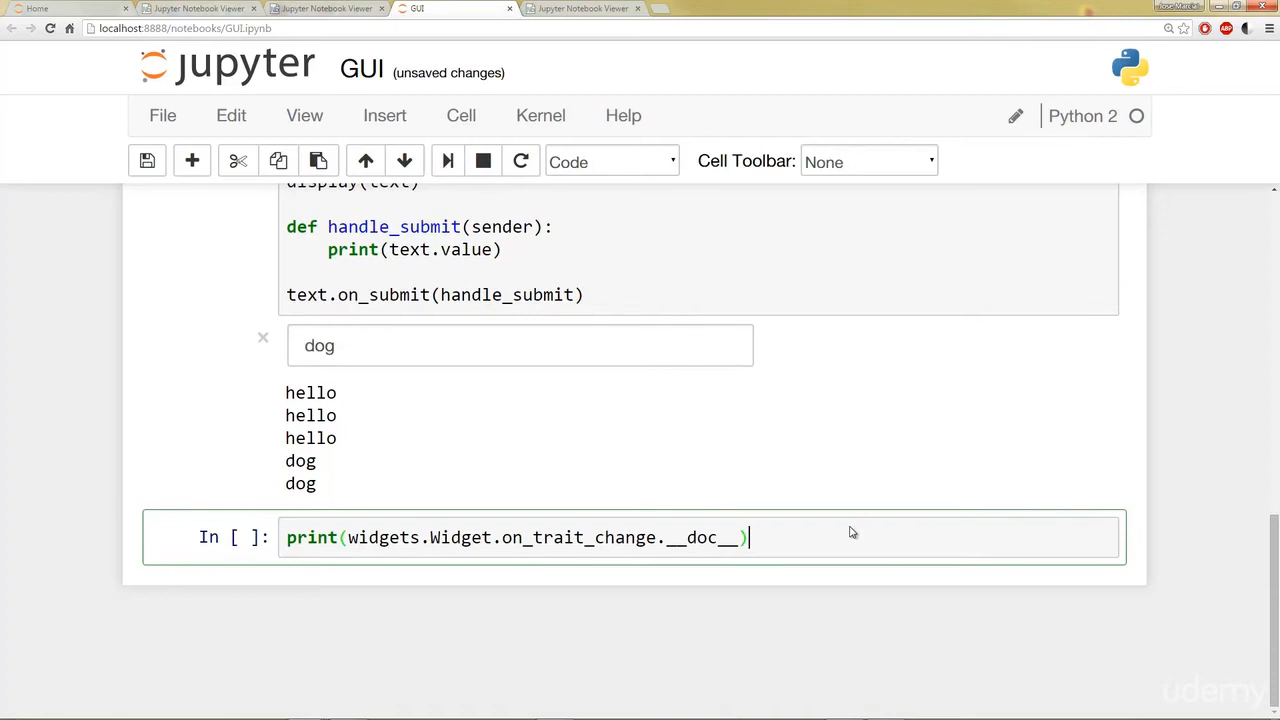 Home
Jupyter Notebook Viewer
Jupyter Notebook Viewer
GUI
Jupyter Notebook Viewer
Jose Marcial
localhost:8888/notebooks/GUI.ipynb
ABP
jupyter GUI (unsaved changes)
File Edit View Insert Cell Kernel Help
Python 2
Code
Cell Toolbar: None
display(text)
def handle_submit(sender):
print(text.value)
text.on_submit(handle_submit)
dog
hello
hello
hello
dog
dog
In [ ]: print(widgets.Widget.on_trait_change.__doc__)
udemy